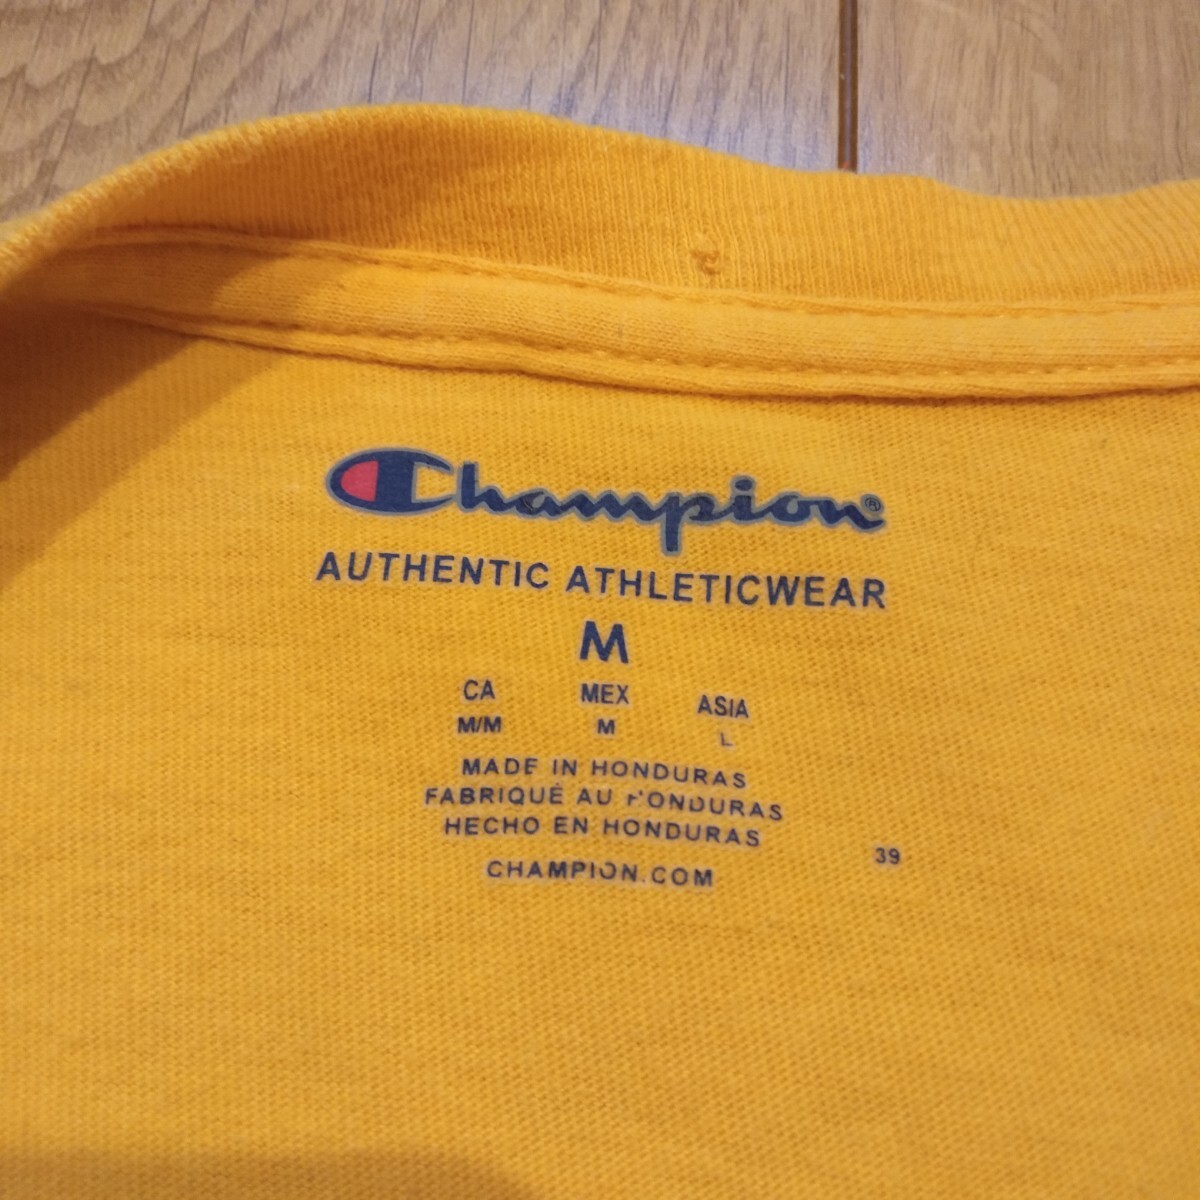 Champion®
AUTHENTIC ATHLETICWEAR
M
CA MEX ASIA
M/M M L
MADE IN HONDURAS
FABRIQUÉ AU HONDURAS
HECHO EN HONDURAS
39
CHAMPION.COM